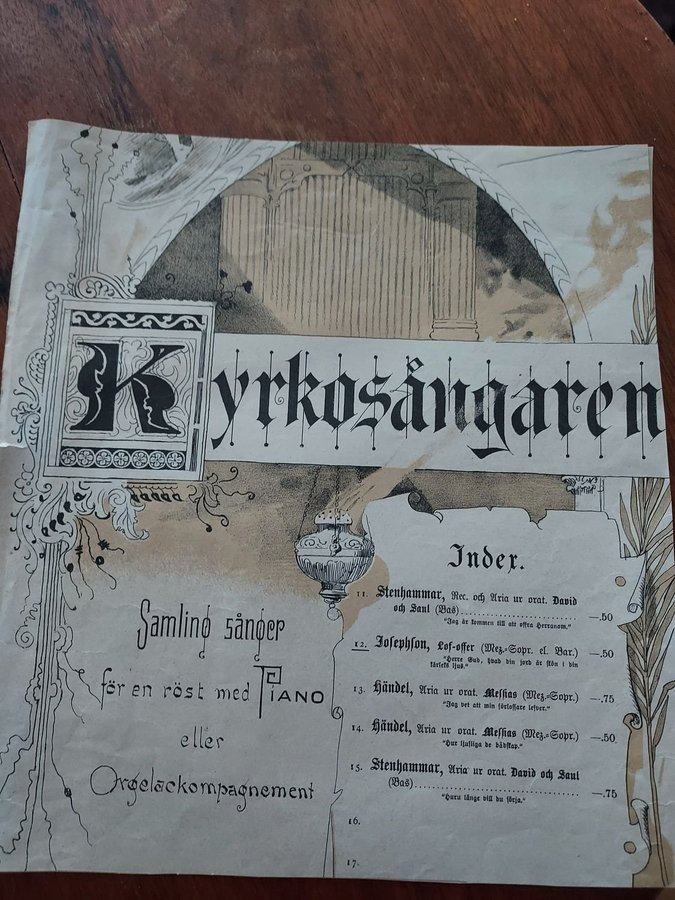 Kyrkosångaren
Samling sånger
för en röst med PIANO
eller
Orgelackompagnement
Index.
11. Stenhammar, Rec. och Aria ur orat. David
och Saul (Bas) .................... —.50
"Jag är kommen till att offra Herranom."
12. Josephson, Lof-offer (Mez.=Sopr. el. Bar.) —.50
"Herre Gud, hvad din jord är skön i din
kärleks ljus."
13. Händel, Aria ur orat. Messias (Mez.=Sopr.) —.75
"Jag vet att min förlossare lefver."
14. Händel, Aria ur orat. Messias (Mez.=Sopr.) —.50
"Hur ljufliga de bådskap."
15. Stenhammar, Aria ur orat. David och Saul
(Bas) .................... —.75
"Huru länge vill du sörja."
16.
17.